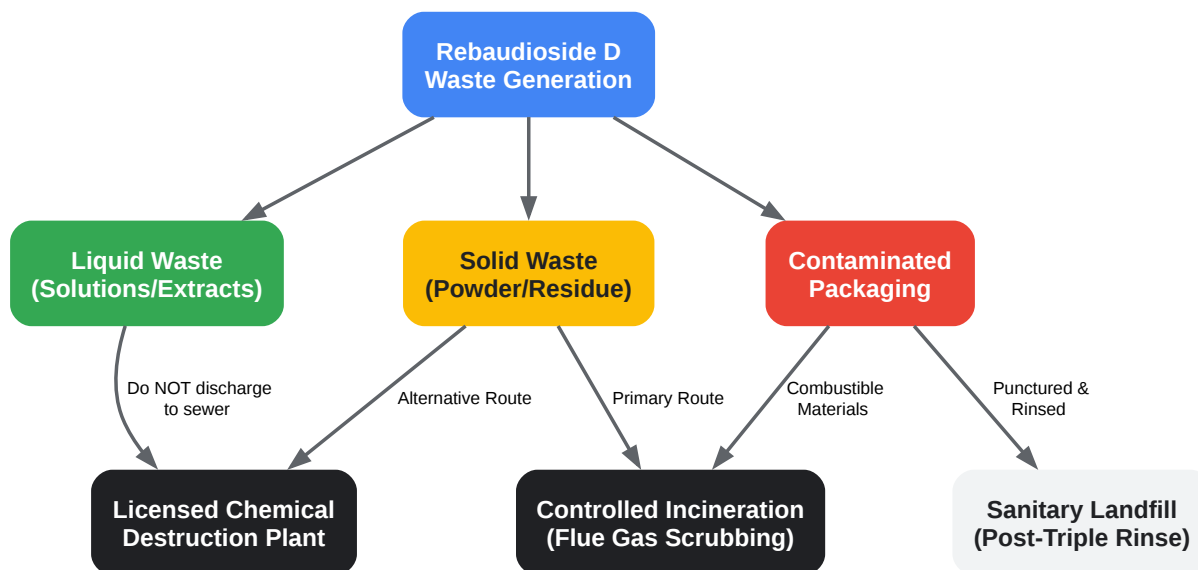 Rebaudioside D
Waste Generation
Liquid Waste
(Solutions/Extracts)
Solid Waste
(Powder/Residue)
Contaminated
Packaging
Do NOT discharge
to sewer
Alternative Route
Primary Route
Combustible
Materials
Punctured &
Rinsed
Licensed Chemical
Destruction Plant
Controlled Incineration
(Flue Gas Scrubbing)
Sanitary Landfill
(Post-Triple Rinse)